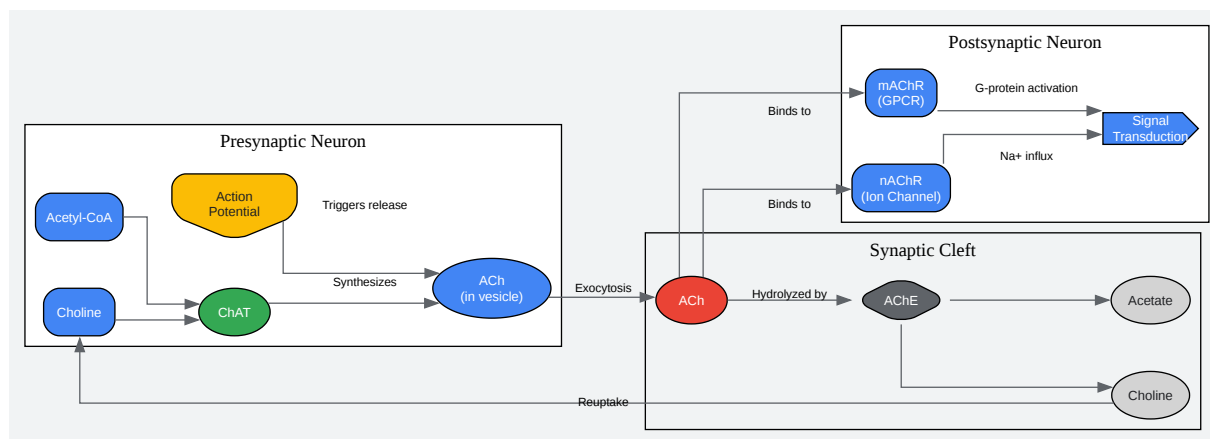 Postsynaptic Neuron
mAChR
(GPCR)
G-protein activation
Binds to
Signal
Transduction
Na+ influx
nAChR
(Ion Channel)
Binds to
Presynaptic Neuron
Acetyl-CoA
Action
Potential
Triggers release
Synthesizes
Choline
ChAT
ACh
(in vesicle)
Exocytosis
Synaptic Cleft
ACh
Hydrolyzed by
AChE
Acetate
Choline
Reuptake